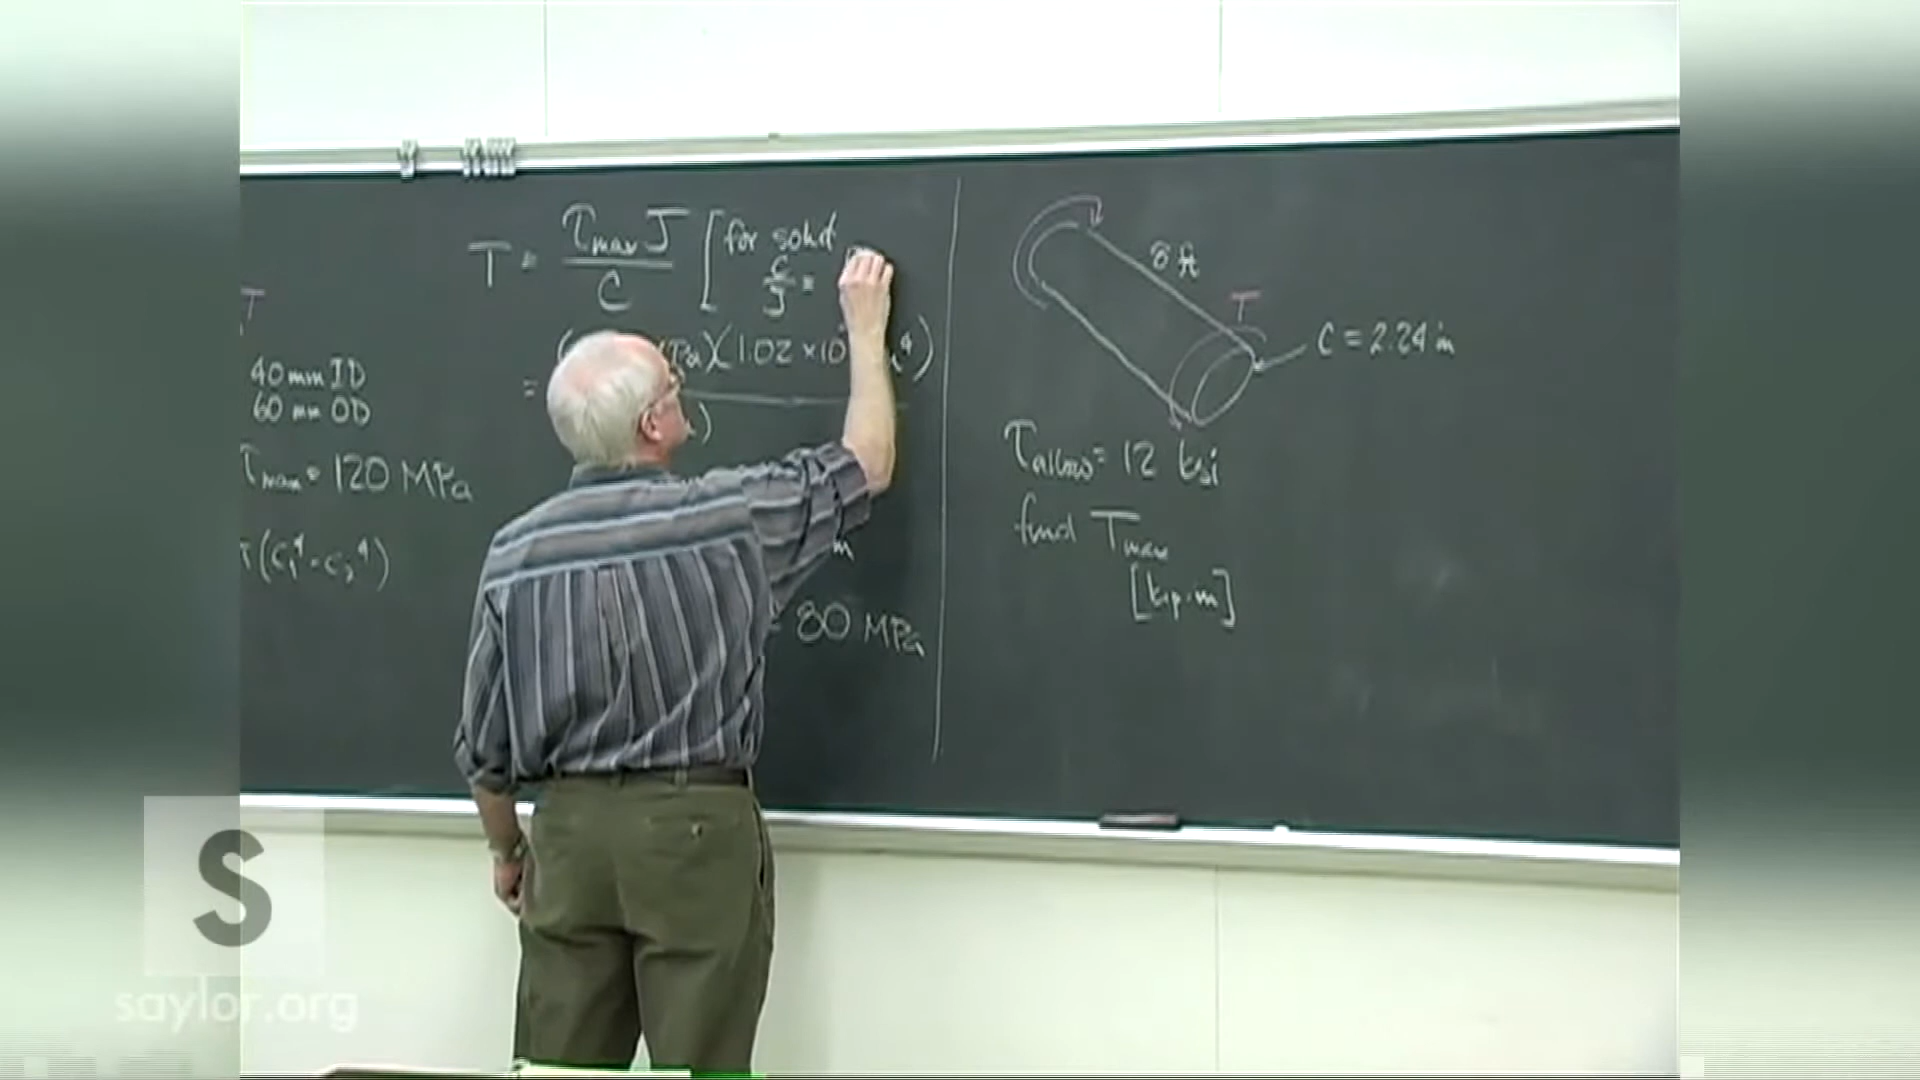 T
40 mm ID
60 mm OD
τmax = 120 MPa
(c₁⁴ - c₂⁴)
T = τmax J / C [for solid
C/J =
= Pa)(1.02 × 10 ⁴)
)
m
80 MPa
8 ft
T
C = 2.24 in
τallow = 12 ksi
find Tmax
[kip·in]
S
saylor.org